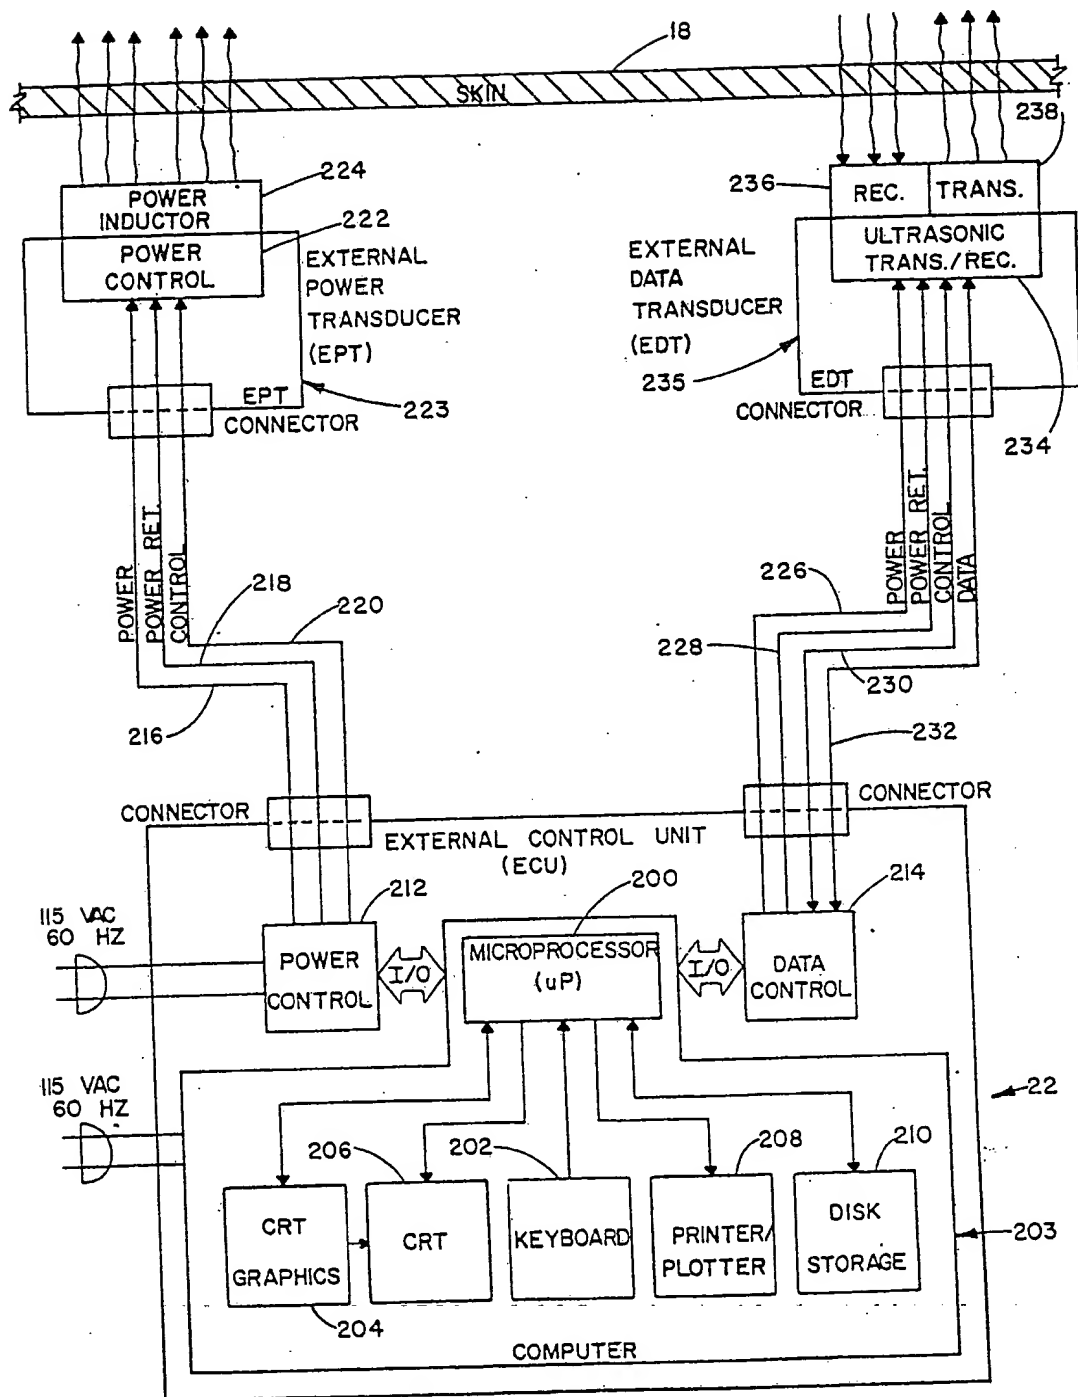 18
SKIN
238
224
236
REC.
TRANS.
POWER
INDUCTOR
222
POWER
CONTROL
EXTERNAL
POWER
TRANSDUCER
(EPT)
EXTERNAL
DATA
TRANSDUCER
(EDT)
ULTRASONIC
TRANS./REC.
235
EPT
CONNECTOR
223
EDT
CONNECTOR
234
POWER
POWER RET.
CONTROL
218
220
216
POWER
POWER RET.
CONTROL
DATA
226
228
230
232
CONNECTOR
CONNECTOR
EXTERNAL CONTROL UNIT
(ECU)
212
200
214
115 VAC
60 HZ
POWER
CONTROL
I/O
MICROPROCESSOR
(uP)
I/O
DATA
CONTROL
115 VAC
60 HZ
22
206
202
208
210
CRT
GRAPHICS
CRT
KEYBOARD
PRINTER/
PLOTTER
DISK
STORAGE
203
204
COMPUTER